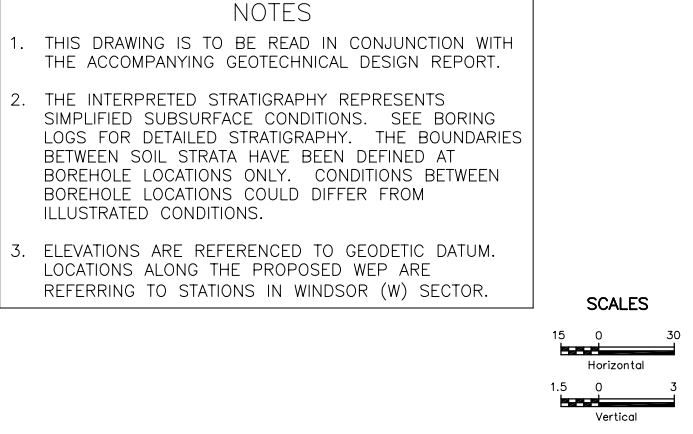 NOTES
1. THIS DRAWING IS TO BE READ IN CONJUNCTION WITH
THE ACCOMPANYING GEOTECHNICAL DESIGN REPORT.
2. THE INTERPRETED STRATIGRAPHY REPRESENTS
SIMPLIFIED SUBSURFACE CONDITIONS. SEE BORING
LOGS FOR DETAILED STRATIGRAPHY. THE BOUNDARIES
BETWEEN SOIL STRATA HAVE BEEN DEFINED AT
BOREHOLE LOCATIONS ONLY. CONDITIONS BETWEEN
BOREHOLE LOCATIONS COULD DIFFER FROM
ILLUSTRATED CONDITIONS.
3. ELEVATIONS ARE REFERENCED TO GEODETIC DATUM.
LOCATIONS ALONG THE PROPOSED WEP ARE
REFERRING TO STATIONS IN WINDSOR (W) SECTOR.
SCALES
15 0 30
Horizontal
1.5 0 3
Vertical